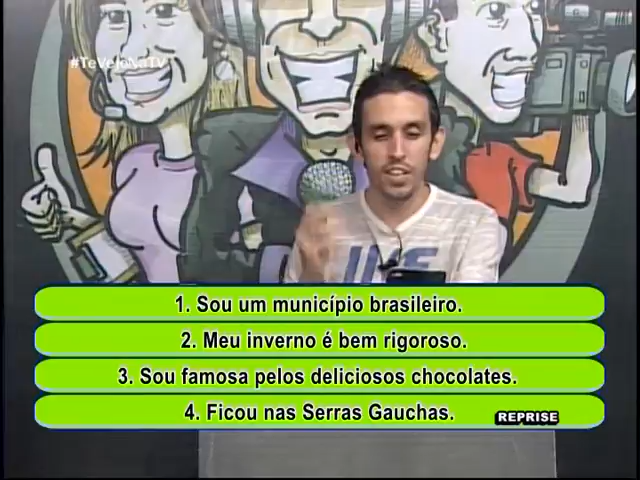 #TeVejoNaTV
1. Sou um município brasileiro.
2. Meu inverno é bem rigoroso.
3. Sou famosa pelos deliciosos chocolates.
4. Ficou nas Serras Gauchas.
REPRISE